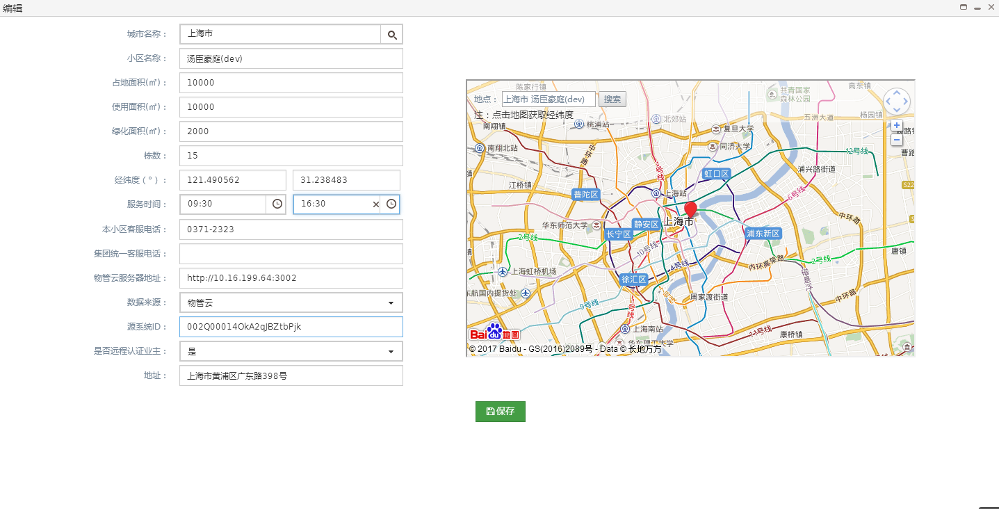 编辑
城市名称：
上海市
小区名称：
汤臣豪庭(dev)
占地面积(㎡)：
10000
使用面积(㎡)：
10000
绿化面积(㎡)：
2000
栋数：
15
经纬度（°）：
121.490562
31.238483
服务时间：
09:30
16:30
本小区客服电话：
0371-2323
集团统一客服电话：
物管云服务器地址：
http://10.16.199.64:3002
数据来源：
物管云
源系统ID：
002Q00014OkA2qJBZtbPjk
是否远程认证业主：
是
地址：
上海市黄浦区广东路398号
陈家行镇
共青国家
森林公园
高东镇
地点：
上海市 汤臣豪庭(dev)
搜索
注：点击地图获取经纬度
北郊站
五洲大道
杨园镇
南翔镇
桃浦站
复旦大学
南翔北站
中环路
同济大学
12号线
曹路
1号线
虹口区
浦兴路街道
江桥镇
普陀区
上海站
6号线
S22
华东师范大学
静安区
上海市
中环路
长宁区
浦东新区
2号线
10号线
唐镇
内环高架路
2号线
4号线
上海虹桥机场
徐汇区
磁悬浮
东航国内提货处
周家渡街道
中环路
9号线
1号线
上海南站
11号线
康桥镇
Bai du 地图
华东理工大学
© 2017 Baidu - GS(2016)2089号 - Data © 长地万方
保存